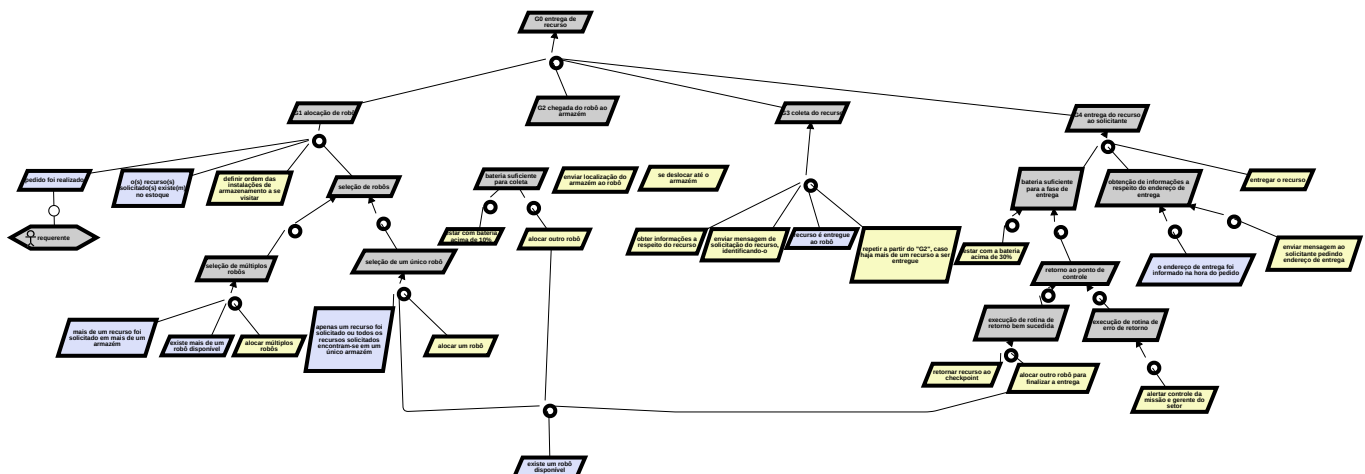 G0 entrega de
recurso
G1 alocação de robô
G2 chegada do robô ao
armazém
G3 coleta do recurso
G4 entrega do recurso
ao solicitante
pedido foi realizado
o(s) recurso(s)
solicitado(s) existe(m)
no estoque
definir ordem das
instalações de
armazenamento a se
visitar
seleção de robôs
bateria suficiente
para coleta
enviar localização do
armazém ao robô
se deslocar até o
armazém
bateria suficiente
para a fase de
entrega
obtenção de informações a
respeito do endereço de
entrega
entregar o recurso
requerente
estar com bateria
acima de 10%
alocar outro robô
obter informações a
respeito do recurso
enviar mensagem de
solicitação do recurso,
identificando-o
recurso é entregue
ao robô
repetir a partir do "G2", caso
haja mais de um recurso a ser
entregue
estar com a bateria
acima de 30%
enviar mensagem ao
solicitante pedindo
endereço de entrega
seleção de múltiplos
robôs
seleção de um único robô
retorno ao ponto de
controle
o endereço de entrega foi
informado na hora do pedido
mais de um recurso foi
solicitado em mais de um
armazém
existe mais de um
robô disponível
alocar múltiplos
robôs
apenas um recurso foi
solicitado ou todos os
recursos solicitados
encontram-se em um
único armazém
alocar um robô
execução de rotina de
retorno bem sucedida
execução de rotina de
erro de retorno
retornar recurso ao
checkpoint
alocar outro robô para
finalizar a entrega
alertar controle da
missão e gerente do
setor
existe um robô
disponível